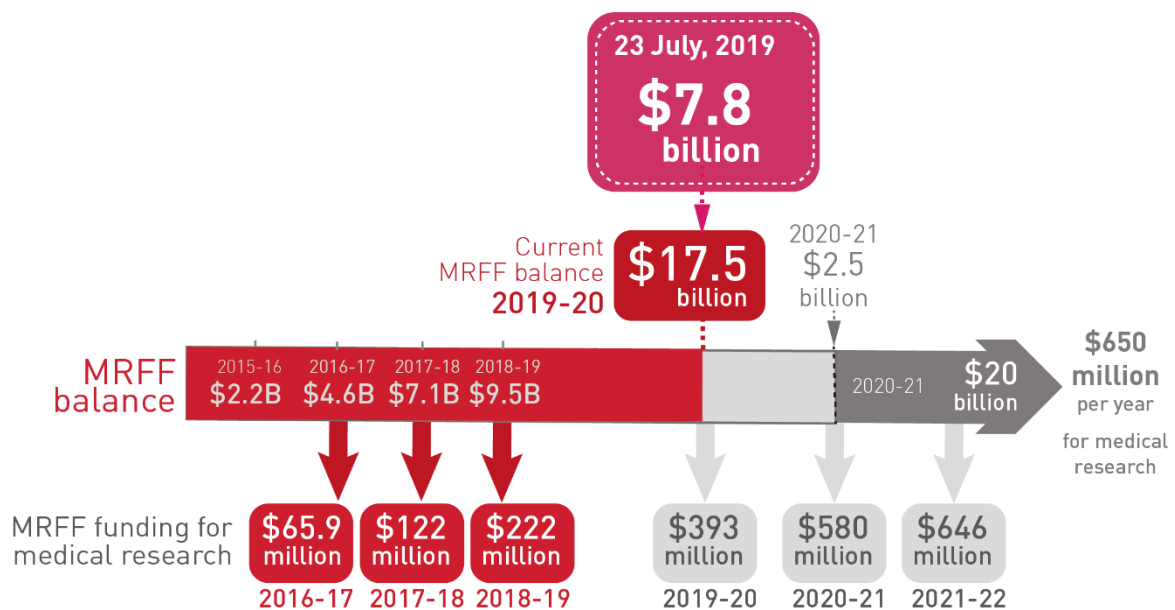 23 July, 2019
$7.8
billion
Current
MRFF balance
2019-20
$17.5
billion
2020-21
$2.5
billion
MRFF
balance
2015-16
$2.2B
2016-17
$4.6B
2017-18
$7.1B
2018-19
$9.5B
2020-21
$20
billion
$650
million
per year
for medical
research
MRFF funding for
medical research
$65.9
million
2016-17
$122
million
2017-18
$222
million
2018-19
$393
million
2019-20
$580
million
2020-21
$646
million
2021-22